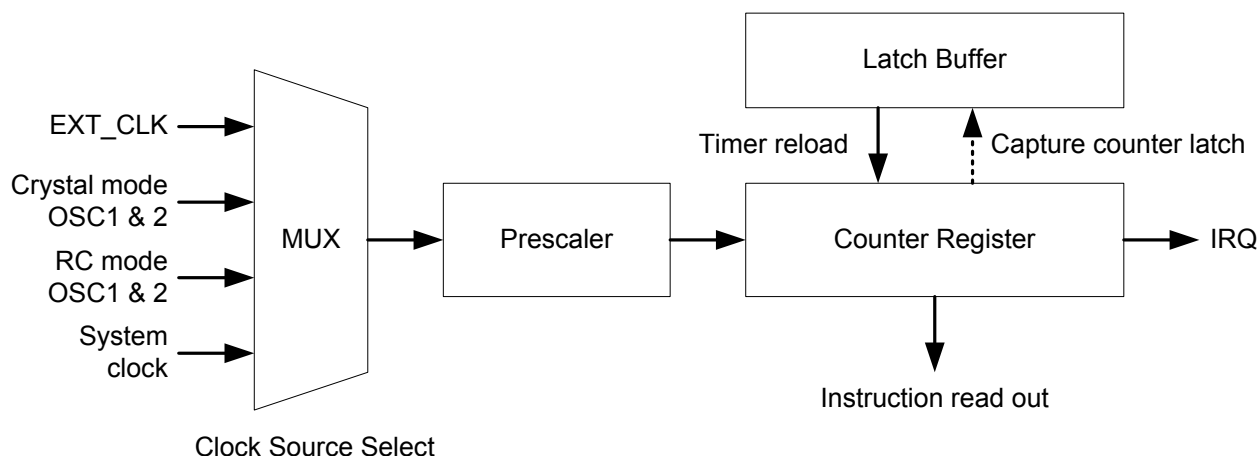 Latch Buffer
EXT_CLK
Timer reload
Capture counter latch
Crystal mode
OSC1 & 2
MUX
Prescaler
Counter Register
IRQ
RC mode
OSC1 & 2
System
clock
Instruction read out
Clock Source Select